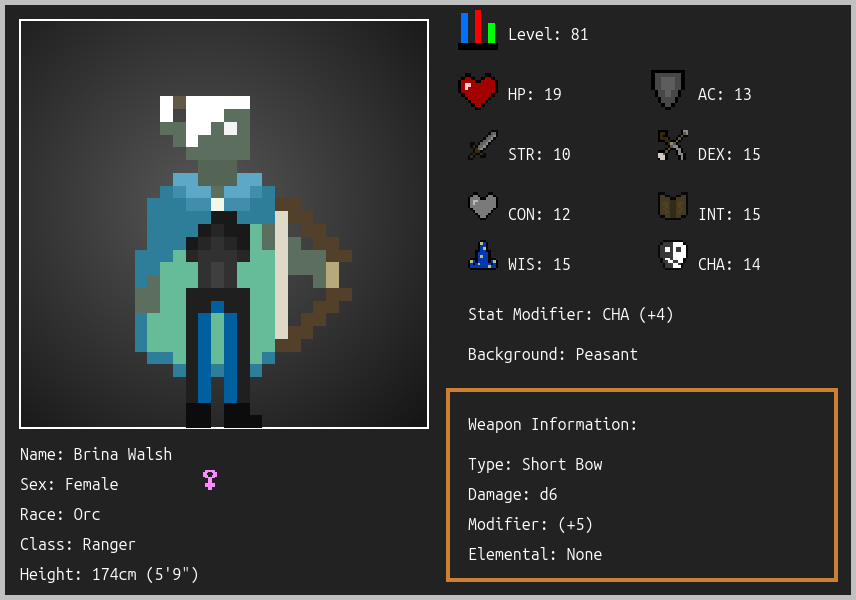 Level: 81
HP: 19
AC: 13
STR: 10
DEX: 15
CON: 12
INT: 15
WIS: 15
CHA: 14
Stat Modifier: CHA (+4)
Background: Peasant
Weapon Information:
Type: Short Bow
Damage: d6
Modifier: (+5)
Elemental: None
Name: Brina Walsh
Sex: Female
Race: Orc
Class: Ranger
Height: 174cm (5'9")